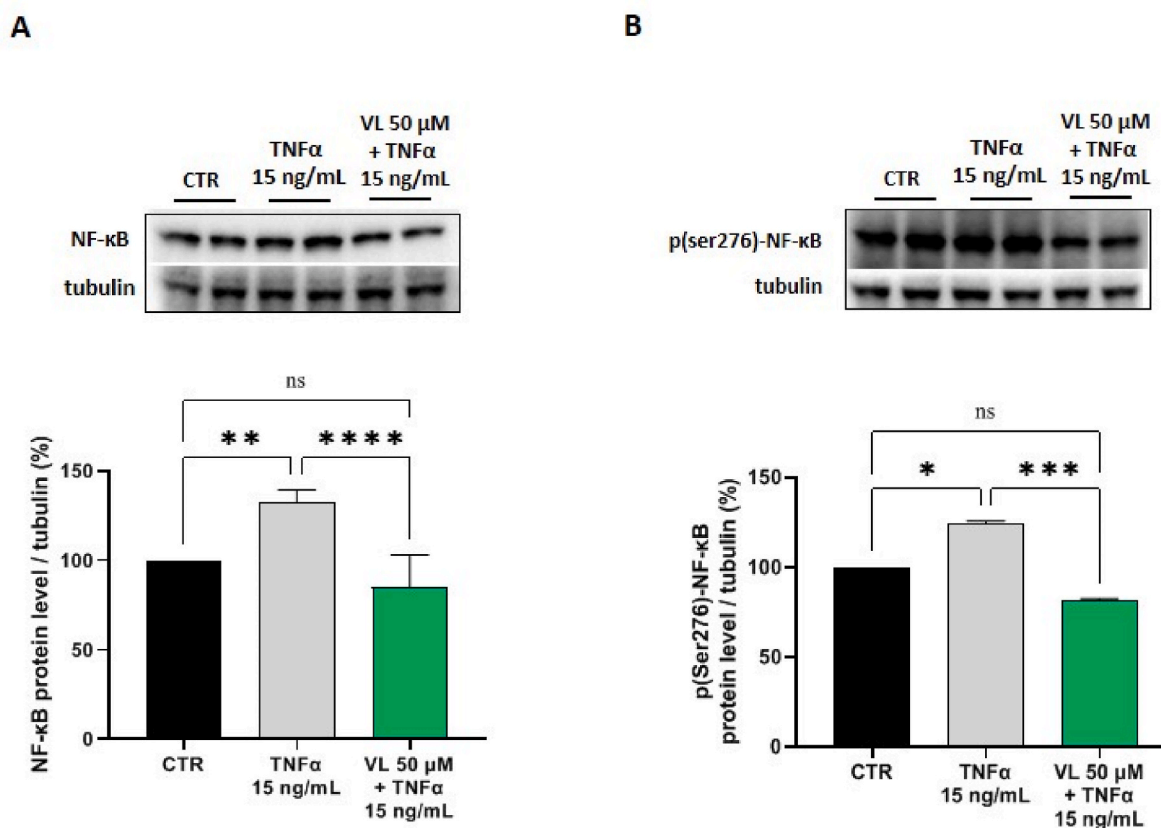 A
CTR
TNFα
15 ng/mL
VL 50 µM
+ TNFα
15 ng/mL
NF-κB
tubulin
ns
** ****
NF-κB protein level / tubulin (%)
150
100
50
0
CTR
TNFα
15 ng/mL
VL 50 µM
+ TNFα
15 ng/mL
B
CTR
TNFα
15 ng/mL
VL 50 µM
+ TNFα
15 ng/mL
p(ser276)-NF-κB
tubulin
ns
* ***
p(Ser276)-NF-κB
protein level / tubulin (%)
150
100
50
0
CTR
TNFα
15 ng/mL
VL 50 µM
+ TNFα
15 ng/mL